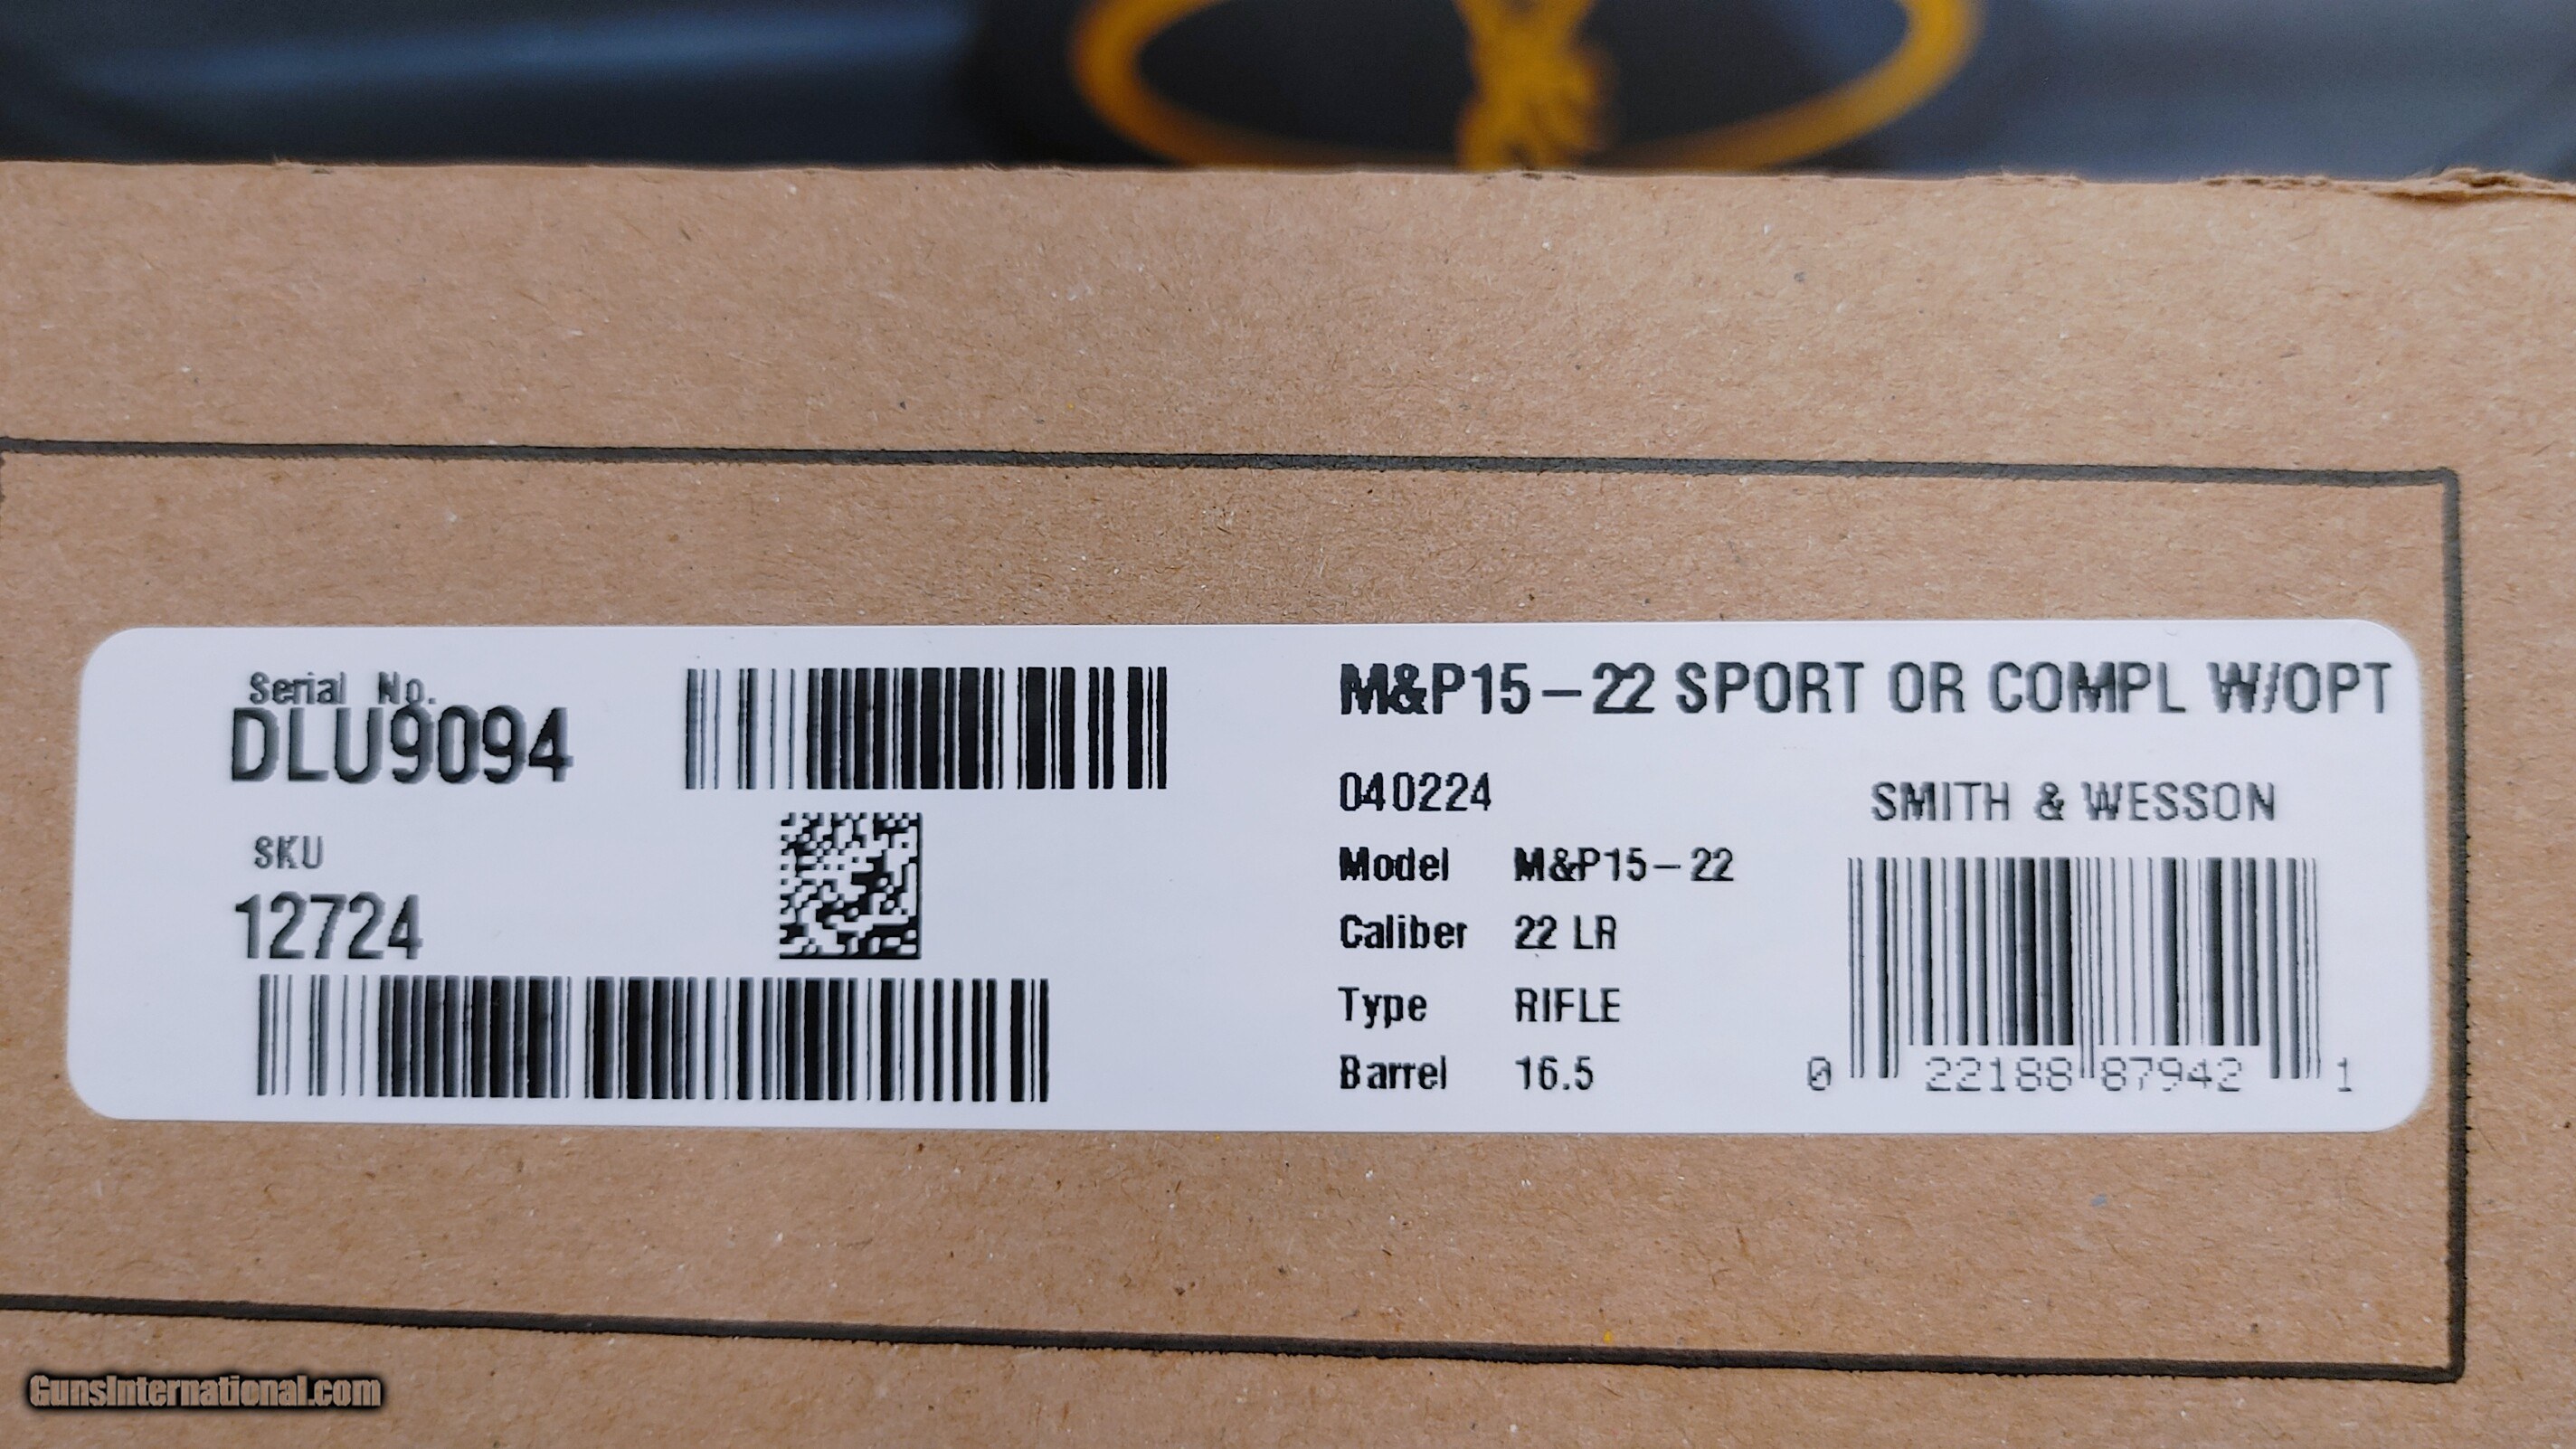 Serial No.
DLU9094
SKU
12724
M&P15-22 SPORT OR COMPL W/OPT
040224
SMITH & WESSON
Model M&P15-22
Caliber 22 LR
Type RIFLE
Barrel 16.5
0 22188 87942 1
GunsInternational.com